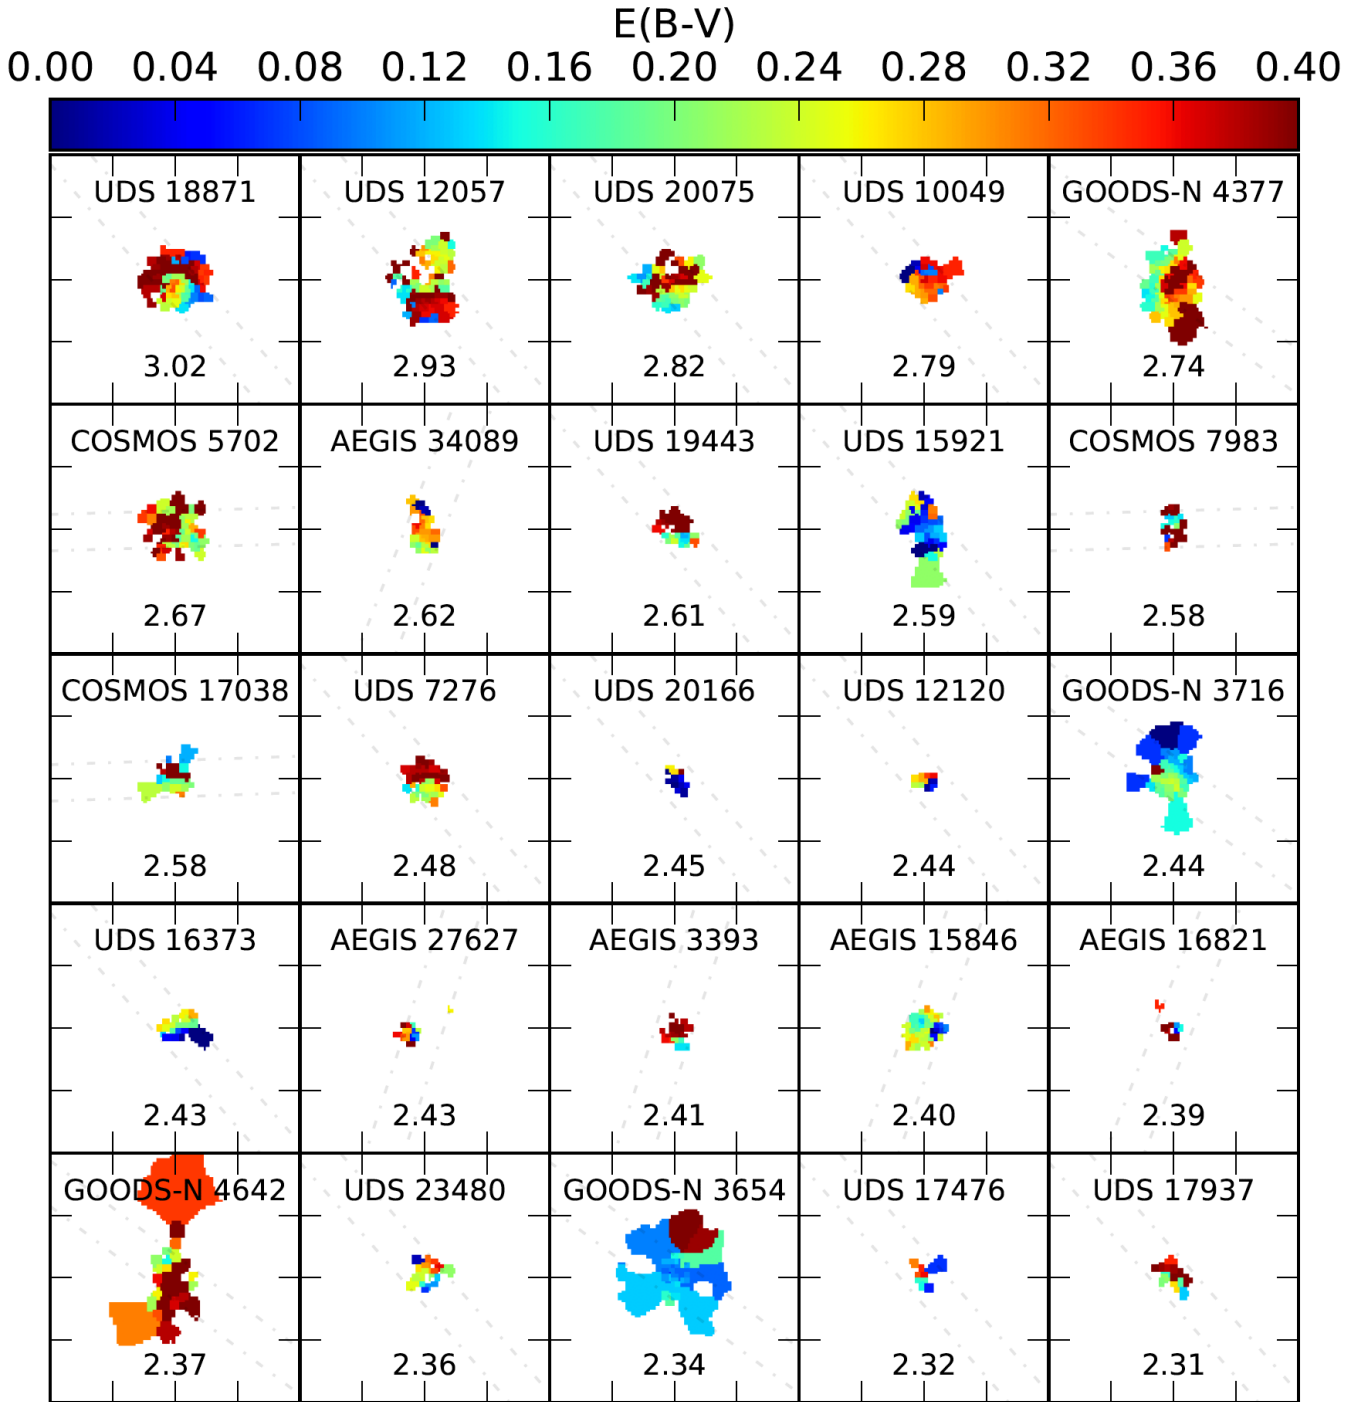 E(B-V)
0.00 0.04 0.08 0.12 0.16 0.20 0.24 0.28 0.32 0.36 0.40
UDS 18871 UDS 12057 UDS 20075 UDS 10049 GOODS-N 4377
3.02 2.93 2.82 2.79 2.74
COSMOS 5702 AEGIS 34089 UDS 19443 UDS 15921 COSMOS 7983
2.67 2.62 2.61 2.59 2.58
COSMOS 17038 UDS 7276 UDS 20166 UDS 12120 GOODS-N 3716
2.58 2.48 2.45 2.44 2.44
UDS 16373 AEGIS 27627 AEGIS 3393 AEGIS 15846 AEGIS 16821
2.43 2.43 2.41 2.40 2.39
GOODS-N 4642 UDS 23480 GOODS-N 3654 UDS 17476 UDS 17937
2.37 2.36 2.34 2.32 2.31